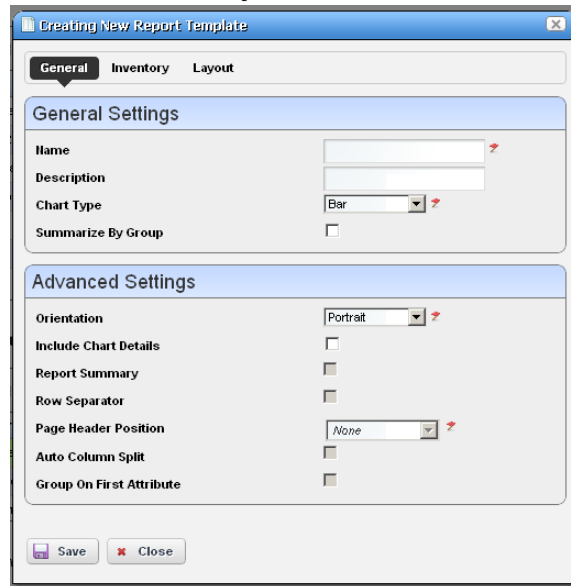 Creating New Report Template
General Inventory Layout
General Settings
Name
Description
Chart Type Bar
Summarize By Group
Advanced Settings
Orientation Portrait
Include Chart Details
Report Summary
Row Separator
Page Header Position None
Auto Column Split
Group On First Attribute
Save Close